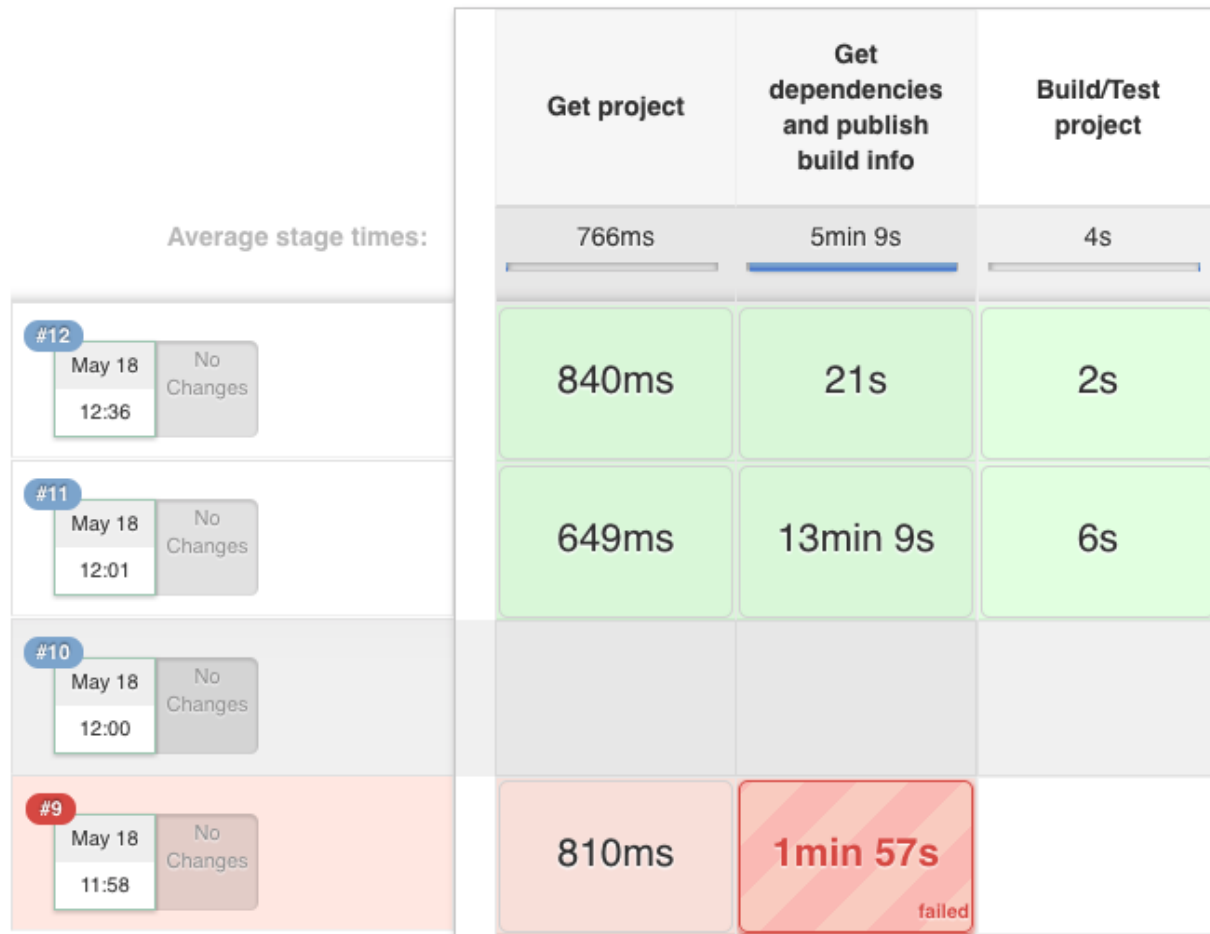 Get project
Get
dependencies
and publish
build info
Build/Test
project
Average stage times:
766ms
5min 9s
4s
#12
May 18
12:36
No
Changes
840ms
21s
2s
#11
May 18
12:01
No
Changes
649ms
13min 9s
6s
#10
May 18
12:00
No
Changes
#9
May 18
11:58
No
Changes
810ms
1min 57s
failed